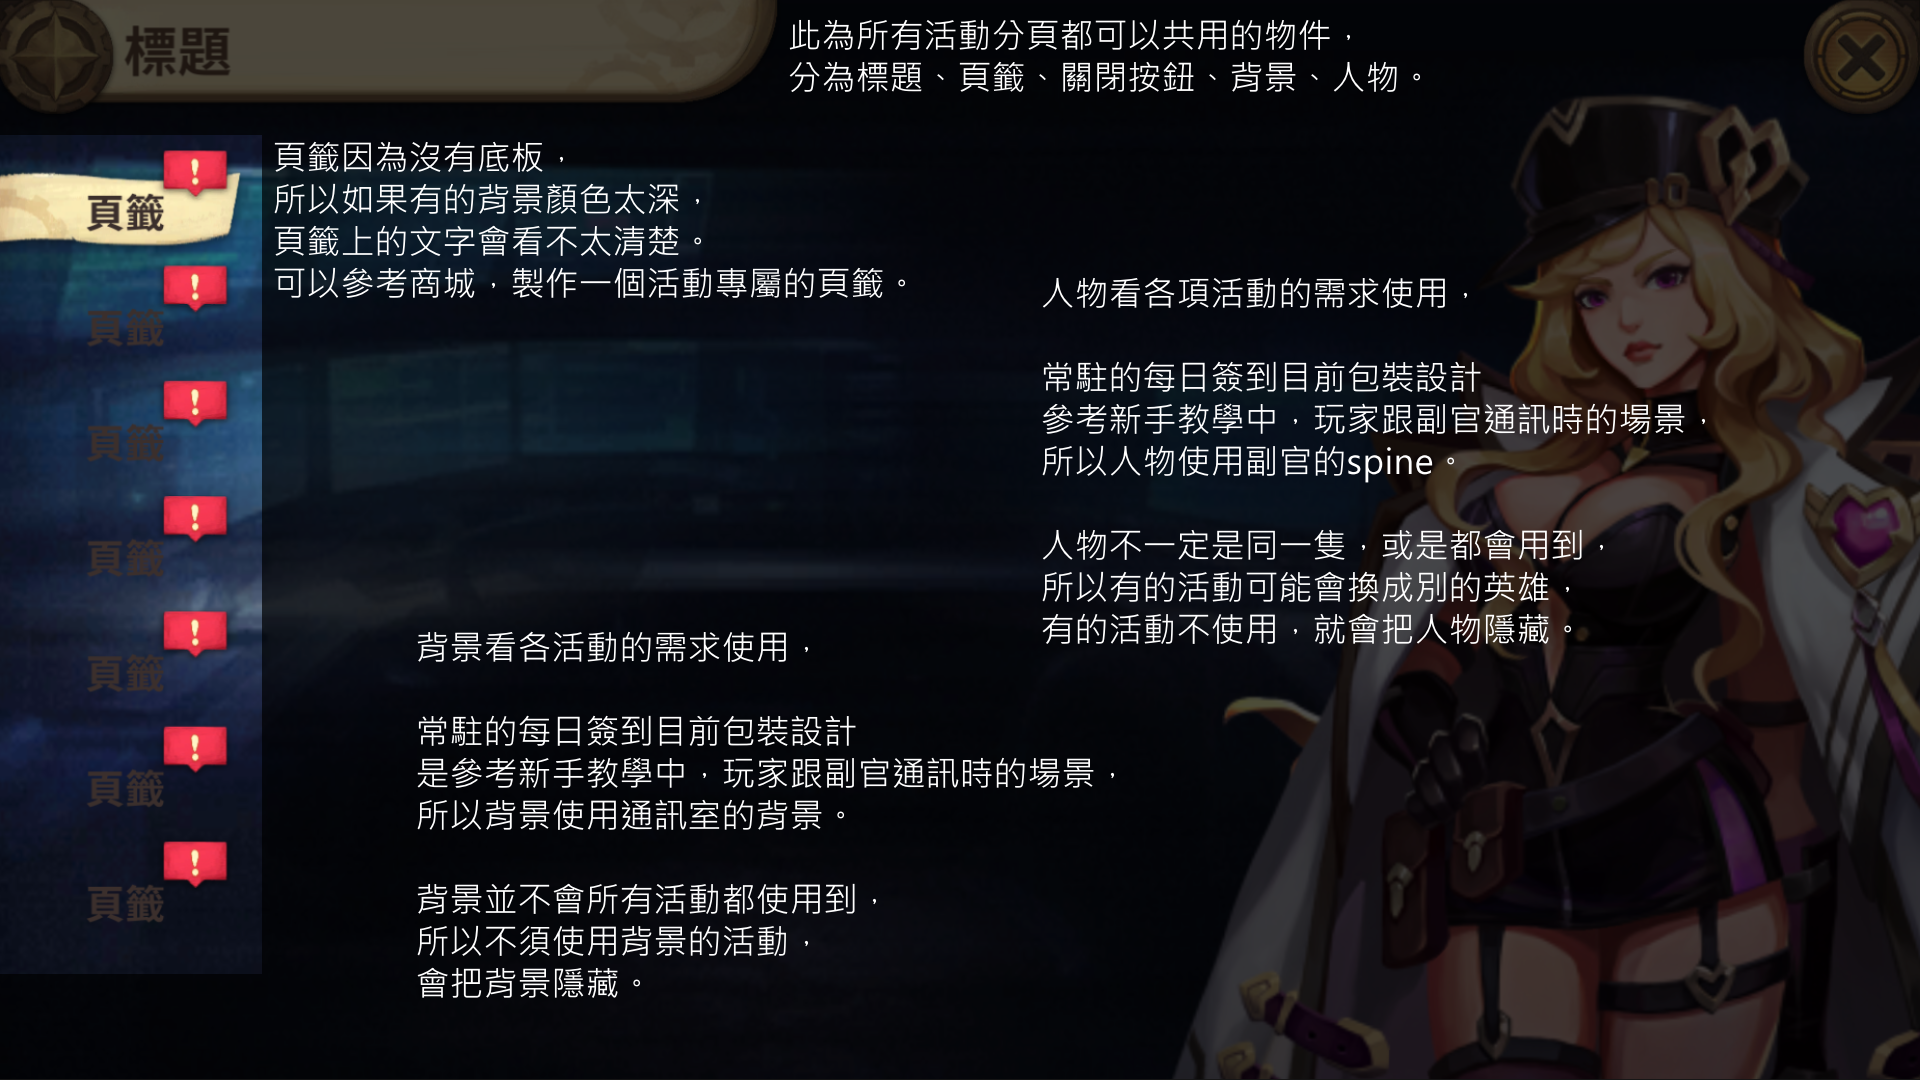 標題
此為所有活動分頁都可以共用的物件，
分為標題、頁籤、關閉按鈕、背景、人物。
頁籤因為沒有底板，
所以如果有的背景顏色太深，
頁籤上的文字會看不太清楚。
可以參考商城，製作一個活動專屬的頁籤。
!
頁籤
!
頁籤
!
頁籤
!
頁籤
!
頁籤
!
頁籤
!
頁籤
人物看各項活動的需求使用，
常駐的每日簽到目前包裝設計
參考新手教學中，玩家跟副官通訊時的場景，
所以人物使用副官的spine。
人物不一定是同一隻，或是都會用到，
所以有的活動可能會換成別的英雄，
有的活動不使用，就會把人物隱藏。
背景看各活動的需求使用，
常駐的每日簽到目前包裝設計
是參考新手教學中，玩家跟副官通訊時的場景，
所以背景使用通訊室的背景。
背景並不會所有活動都使用到，
所以不須使用背景的活動，
會把背景隱藏。